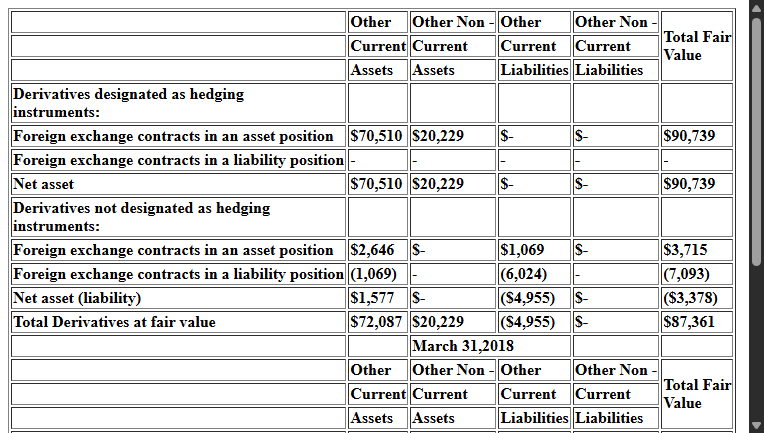 Other Other Non - Other Other Non - Total Fair Value
Current Current Current Current
Assets Assets Liabilities Liabilities
Derivatives designated as hedging
instruments:
Foreign exchange contracts in an asset position $70,510 $20,229 $- $- $90,739
Foreign exchange contracts in a liability position - - - - -
Net asset $70,510 $20,229 $- $- $90,739
Derivatives not designated as hedging
instruments:
Foreign exchange contracts in an asset position $2,646 $- $1,069 $- $3,715
Foreign exchange contracts in a liability position (1,069) - (6,024) - (7,093)
Net asset (liability) $1,577 $- ($4,955) $- ($3,378)
Total Derivatives at fair value $72,087 $20,229 ($4,955) $- $87,361
March 31,2018
Other Other Non - Other Other Non - Total Fair Value
Current Current Current Current
Assets Assets Liabilities Liabilities